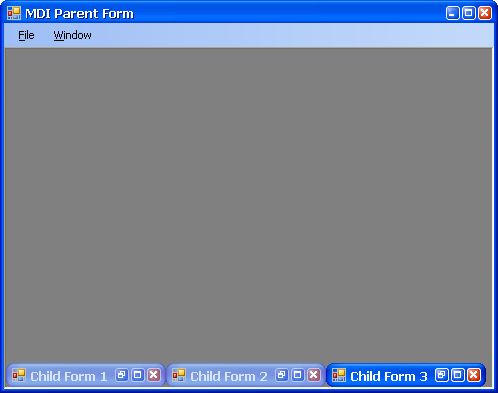 MDI Parent Form
File Window
Child Form 1 Child Form 2 Child Form 3